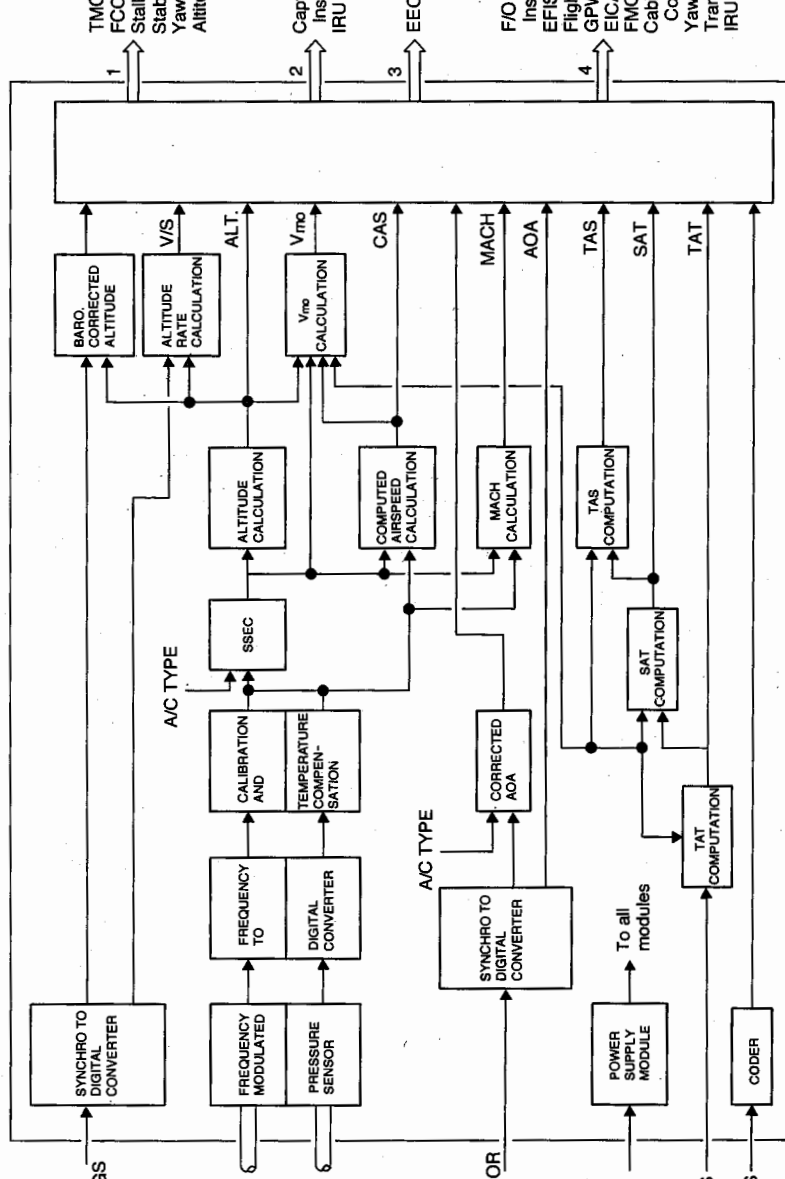 TMC
FCC
Stall
Stab
Yaw
Altit
1
Cap
Ins
IRU
2
EEC
3
F/O
Ins
EFIS
Fligh
GPW
EICA
FMC
Cab
Co
Yaw
Tran
IRU
4
BARO.
CORRECTED
ALTITUDE
V/S
ALTITUDE
RATE
CALCULATION
ALT.
Vmo
Vmo
CALCULATION
CAS
MACH
AOA
TAS
SAT
TAT
ALTITUDE
CALCULATION
COMPUTED
AIRSPEED
CALCULATION
MACH
CALCULATION
TAS
COMPUTATION
SSEC
A/C TYPE
SAT
COMPUTATION
CALIBRATION
AND
TEMPERATURE
COMPEN-
SATION
CORRECTED
AOA
A/C TYPE
TAT
COMPUTATION
FREQUENCY
TO
DIGITAL
CONVERTER
SYNCHRO TO
DIGITAL
CONVERTER
To all
modules
SYNCHRO TO
DIGITAL
CONVERTER
FREQUENCY
MODULATED
PRESSURE
SENSOR
POWER
SUPPLY
MODULE
CODER
GS
OR